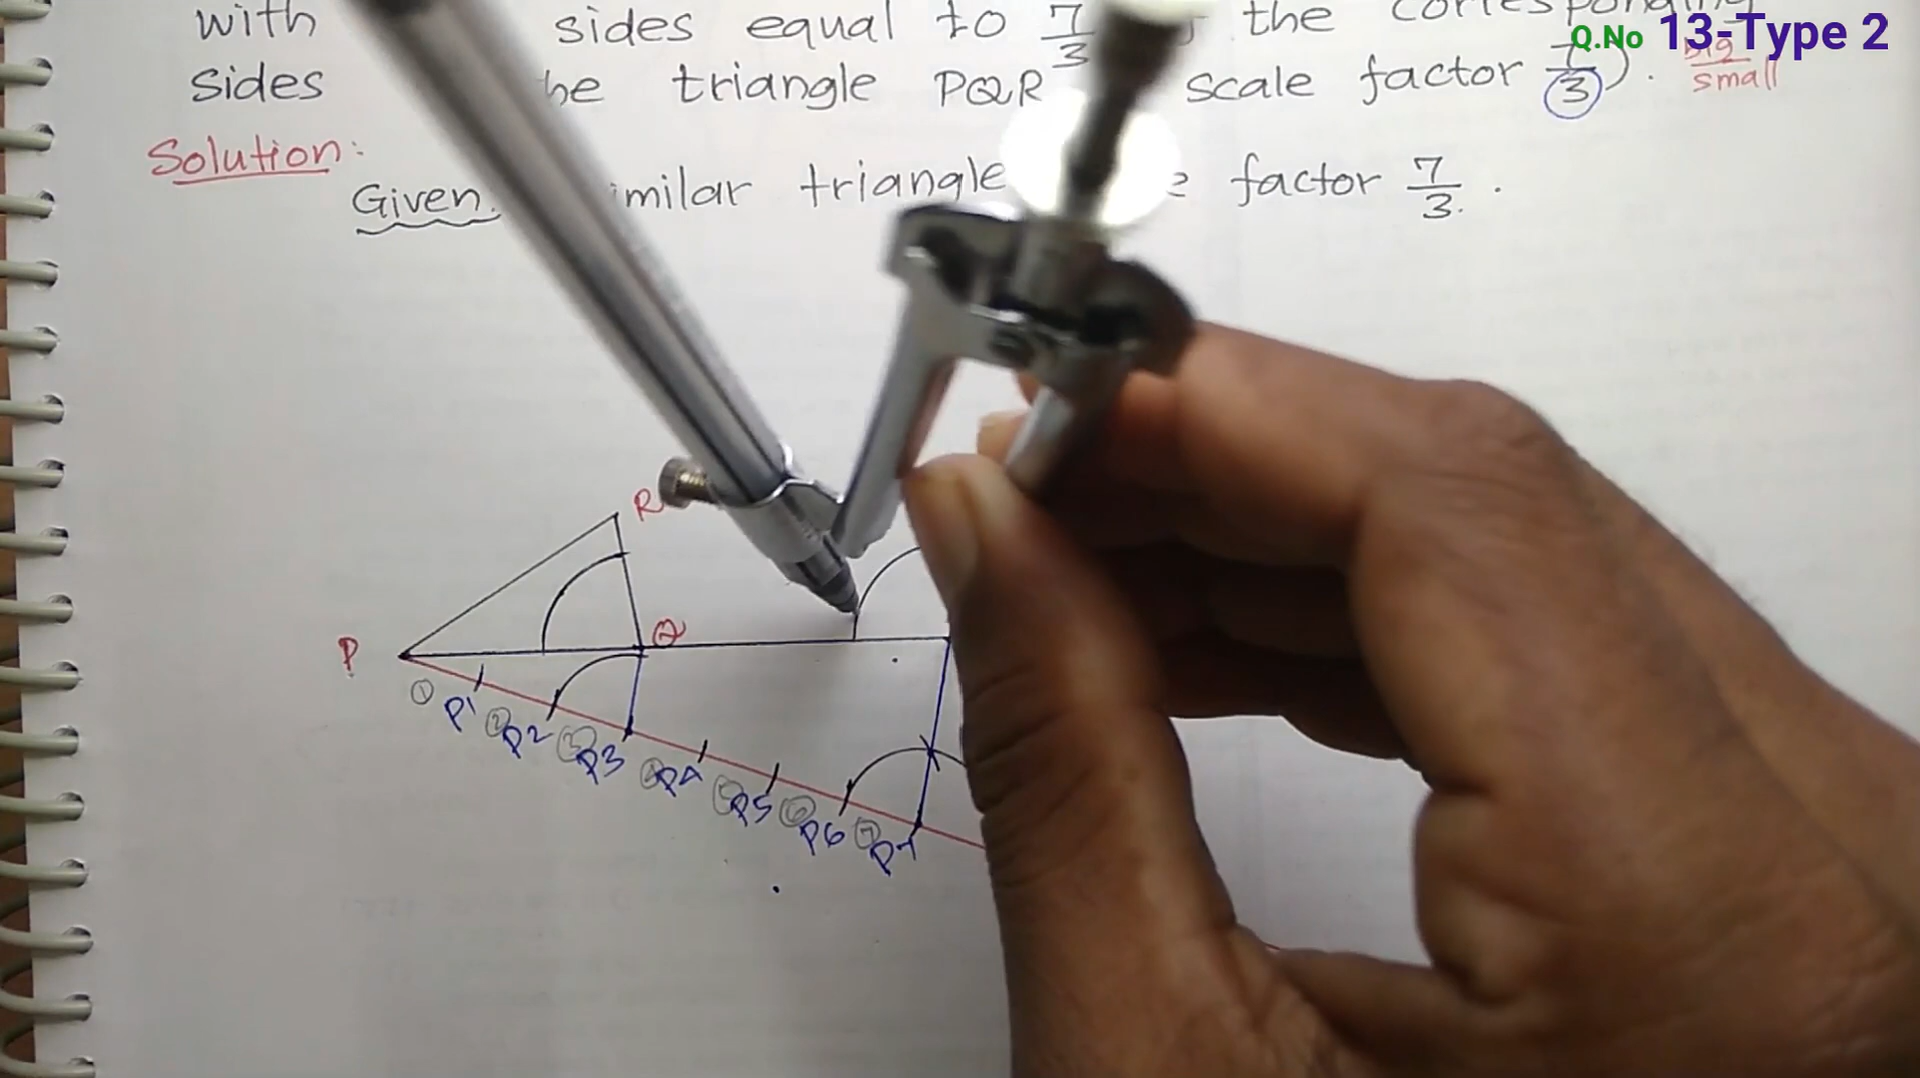 with sides equal to 7/3 the corresponding
Q.No 13-Type 2
sides he triangle PQR scale factor 7/3). big/small
Solution:
Given. imilar triangle factor 7/3.
R
P Q
① P1 ② P2 ③ P3 ④ P4 ⑤ P5 ⑥ P6 ⑦ P7